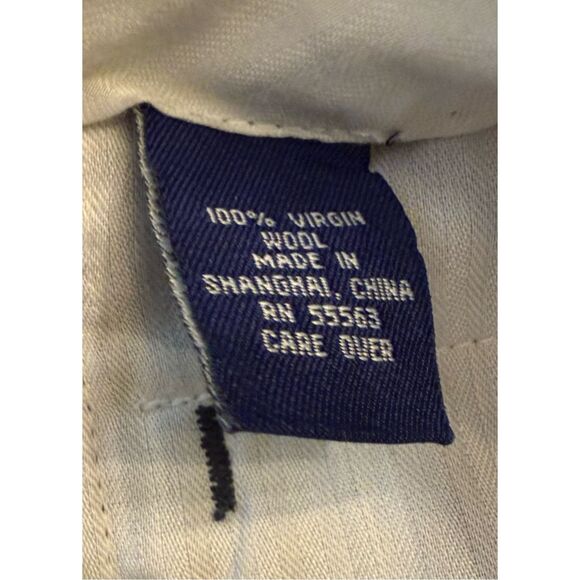 100% VIRGIN
WOOL
MADE IN
SHANGHAI, CHINA
RN 55563
CARE OVER